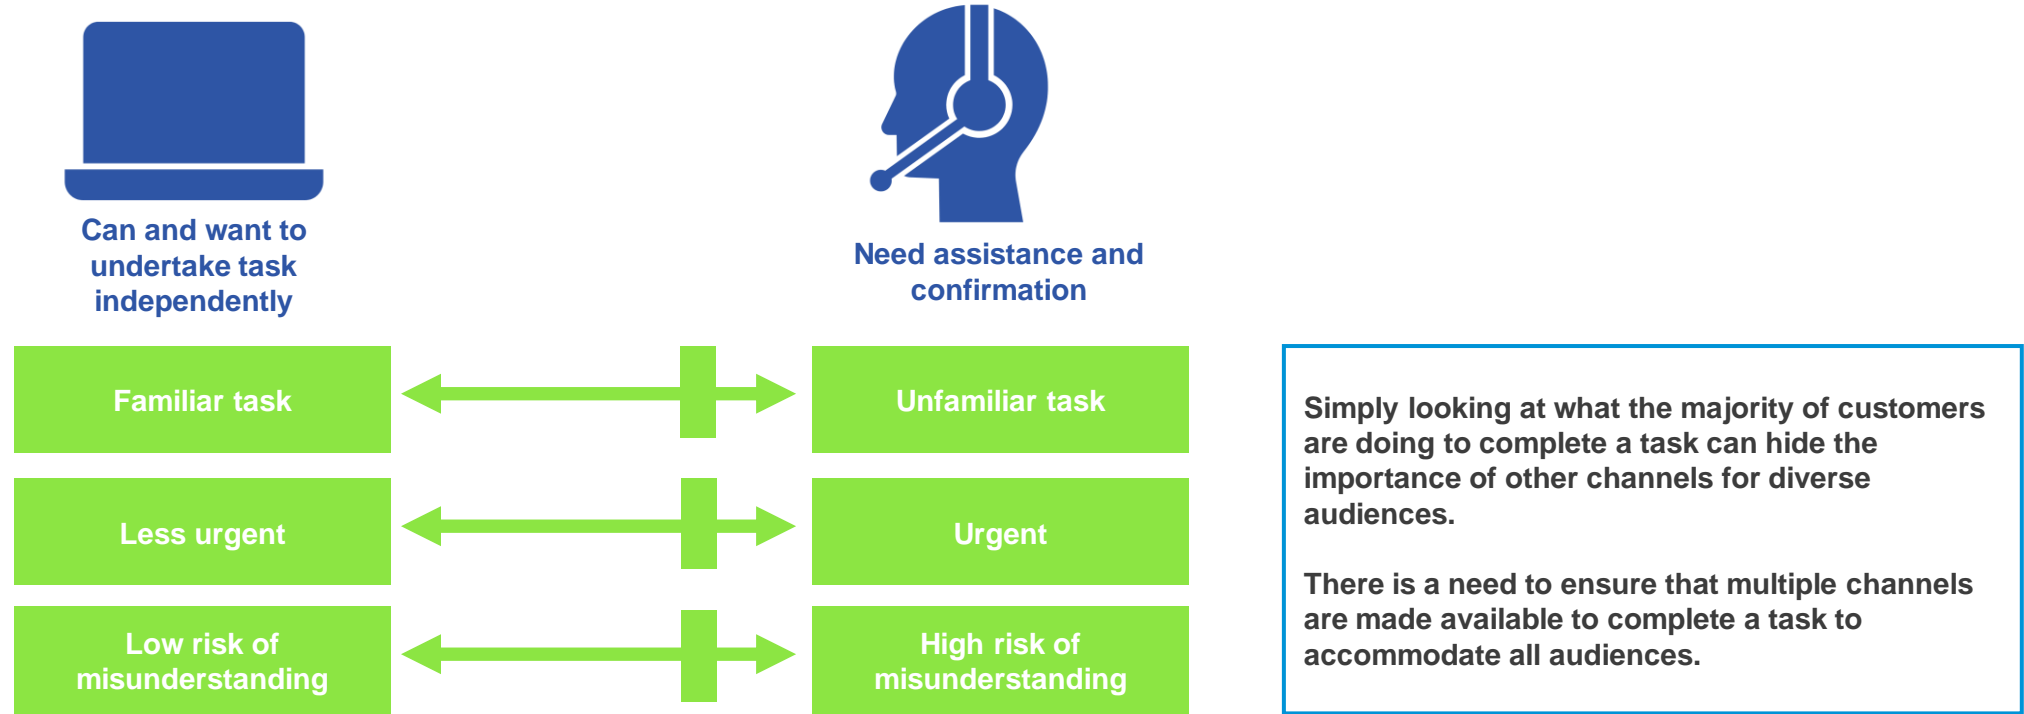 Can and want to
undertake task
independently
Need assistance and
confirmation
Familiar task
Unfamiliar task
Less urgent
Urgent
Low risk of
misunderstanding
High risk of
misunderstanding
Simply looking at what the majority of customers
are doing to complete a task can hide the
importance of other channels for diverse
audiences.
There is a need to ensure that multiple channels
are made available to complete a task to
accommodate all audiences.